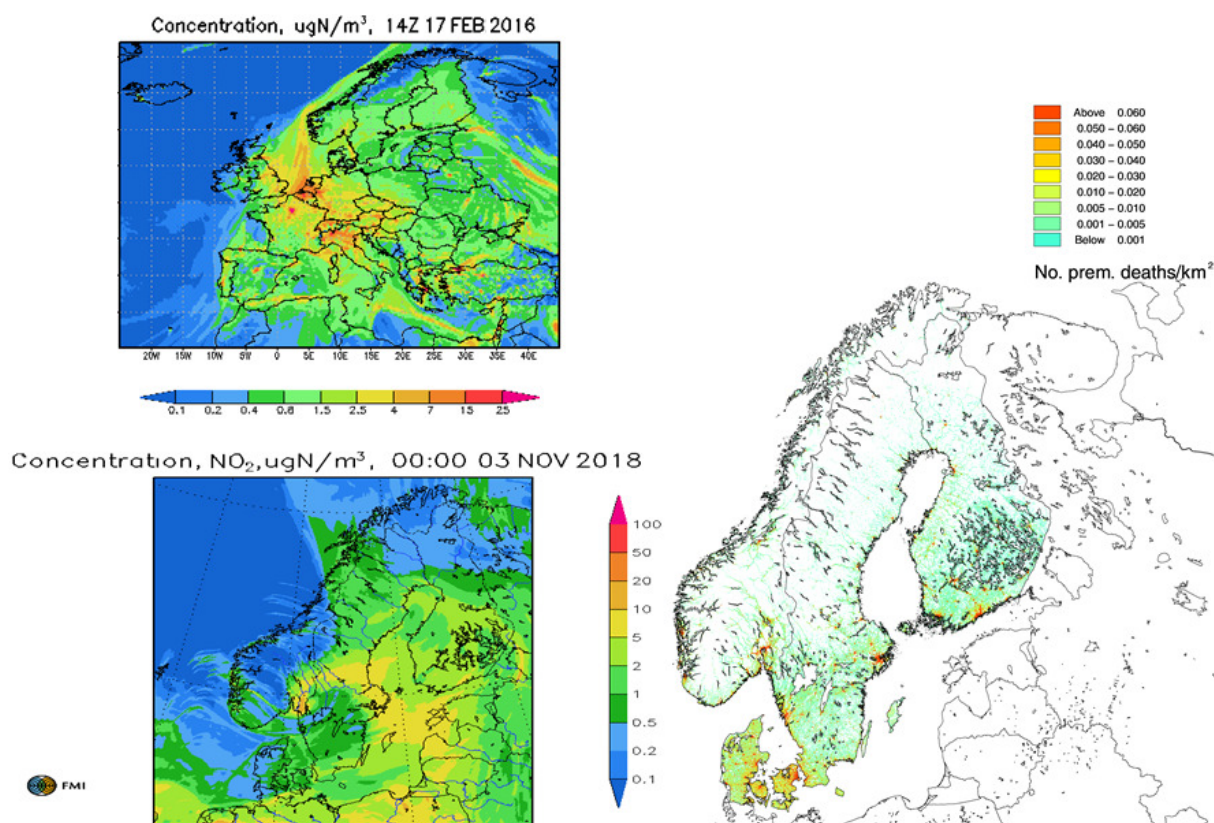 Concentration, ugN/m³, 14Z 17 FEB 2016
20W 15W 10W 5W 0 5E 10E 15E 20E 25E 30E 35E 40E
0.1 0.2 0.4 0.8 1.5 2.5 4 7 15 25
Concentration, NO₂,ugN/m³, 00:00 03 NOV 2018
100
50
20
10
5
2
1
0.5
0.2
0.1
FMI
Above 0.060
0.050 – 0.060
0.040 – 0.050
0.030 – 0.040
0.020 – 0.030
0.010 – 0.020
0.005 – 0.010
0.001 – 0.005
Below 0.001
No. prem. deaths/km²